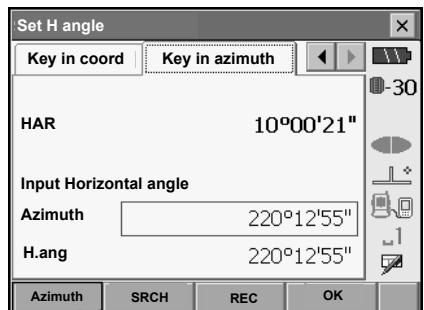 Set H angle
Key in coord
Key in azimuth
-30
HAR 10°00'21"
Input Horizontal angle
Azimuth 220°12'55"
H.ang 220°12'55"
1
Azimuth SRCH REC OK